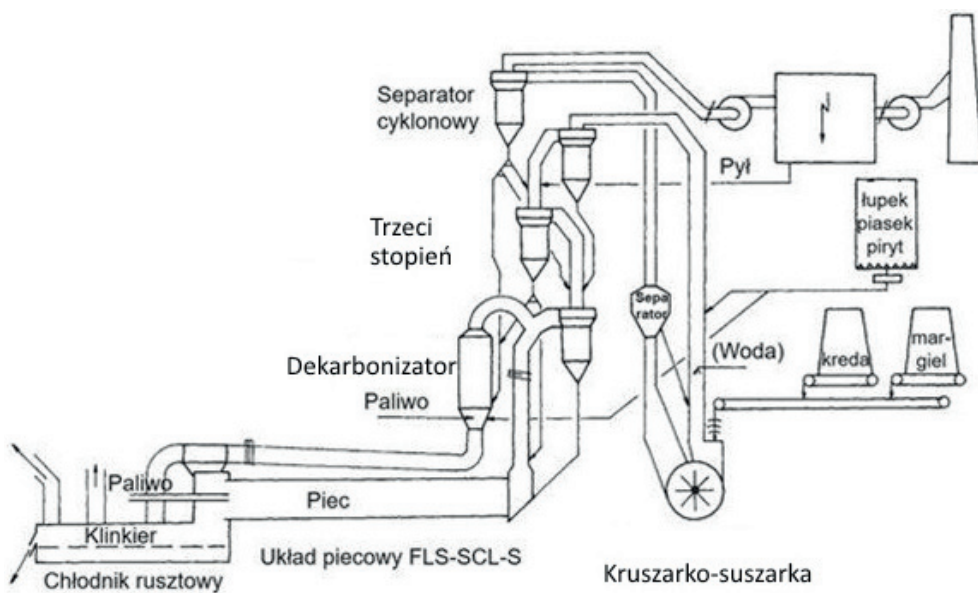 Separator
cyklonowy
Pył
łupek
piasek
piryt
Trzeci
stopień
Sepa
rator
(Woda)
kreda
mar-
giel
Dekarbonizator
Paliwo
Paliwo
Piec
Klinkier
Układ piecowy FLS-SCL-S
Chłodnik rusztowy
Kruszarko-suszarka